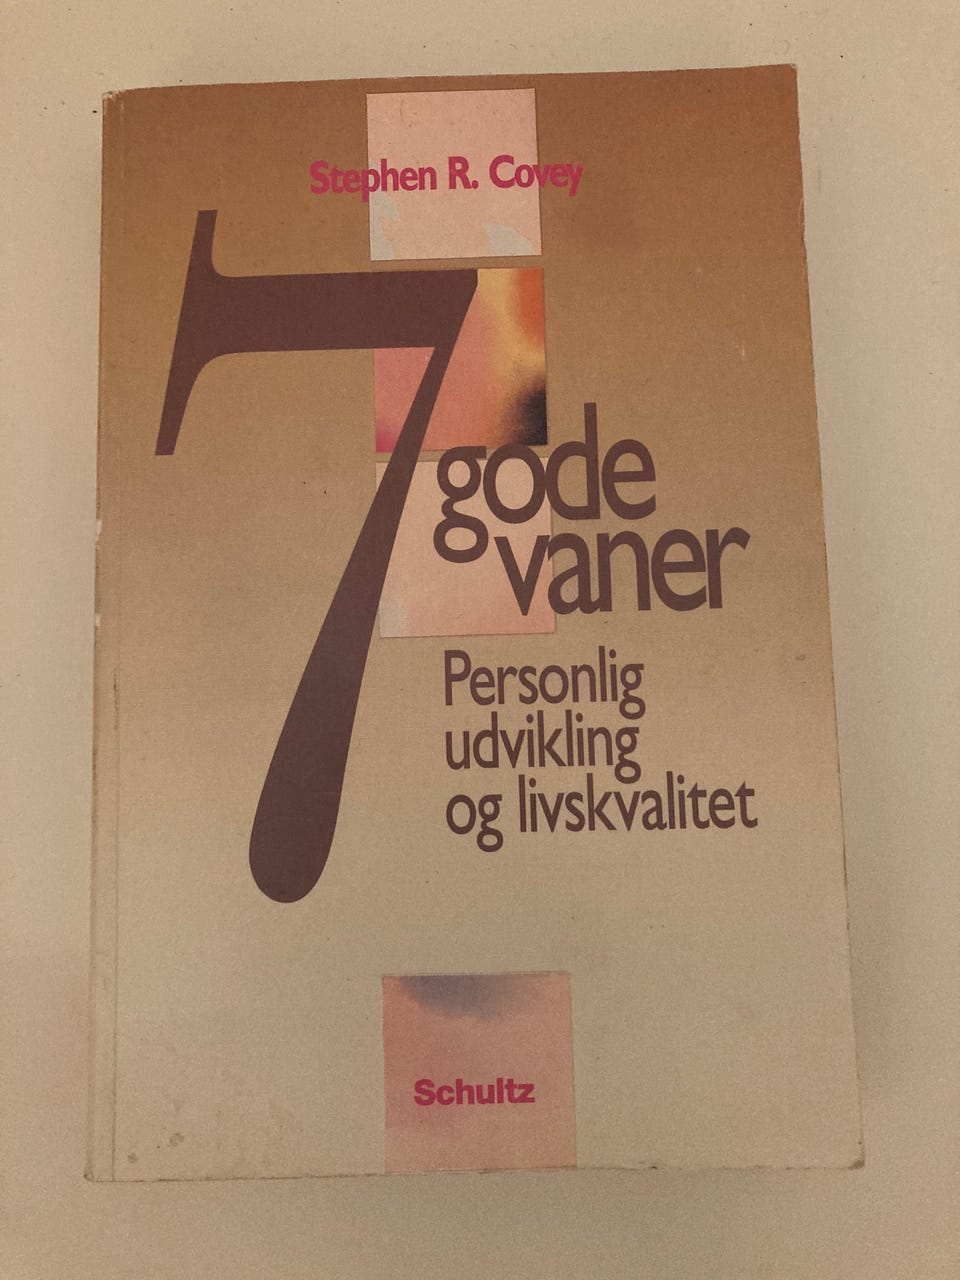 Stephen R. Covey
7
gode
vaner
Personlig
udvikling
og livskvalitet
Schultz